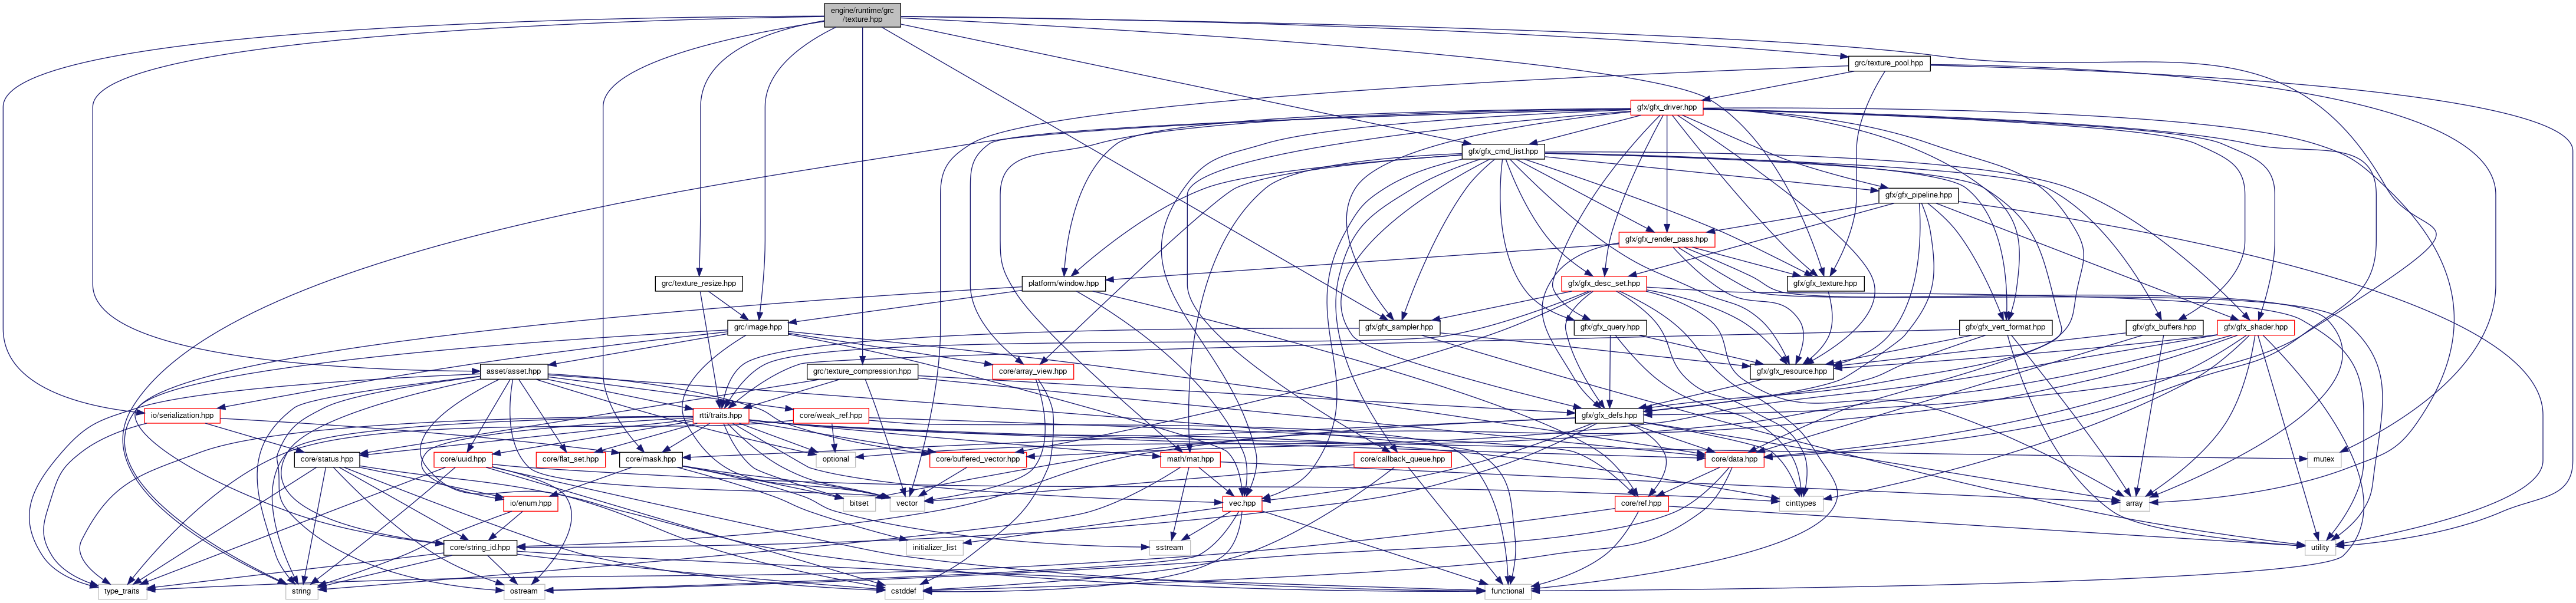 engine/runtime/grc
/texture.hpp
grc/texture_pool.hpp
gfx/gfx_driver.hpp
gfx/gfx_cmd_list.hpp
gfx/gfx_pipeline.hpp
gfx/gfx_render_pass.hpp
grc/texture_resize.hpp
platform/window.hpp
gfx/gfx_desc_set.hpp
gfx/gfx_texture.hpp
grc/image.hpp
gfx/gfx_sampler.hpp
gfx/gfx_query.hpp
gfx/gfx_vert_format.hpp
gfx/gfx_buffers.hpp
gfx/gfx_shader.hpp
asset/asset.hpp
grc/texture_compression.hpp
core/array_view.hpp
gfx/gfx_resource.hpp
io/serialization.hpp
rtti/traits.hpp
core/weak_ref.hpp
gfx/gfx_defs.hpp
core/status.hpp
core/uuid.hpp
core/flat_set.hpp
core/mask.hpp
optional
core/buffered_vector.hpp
math/mat.hpp
core/callback_queue.hpp
core/data.hpp
mutex
io/enum.hpp
bitset
vector
vec.hpp
core/ref.hpp
cinttypes
array
core/string_id.hpp
initializer_list
sstream
utility
type_traits
string
ostream
cstddef
functional